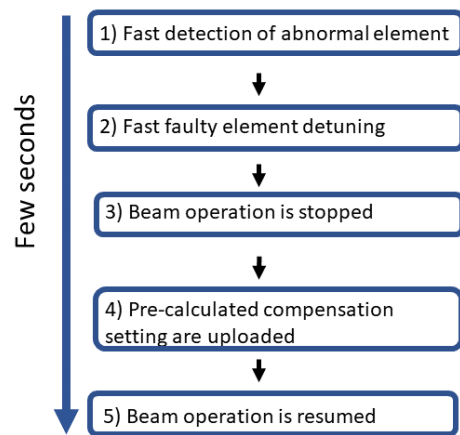 Few seconds
1) Fast detection of abnormal element
2) Fast faulty element detuning
3) Beam operation is stopped
4) Pre-calculated compensation
setting are uploaded
5) Beam operation is resumed